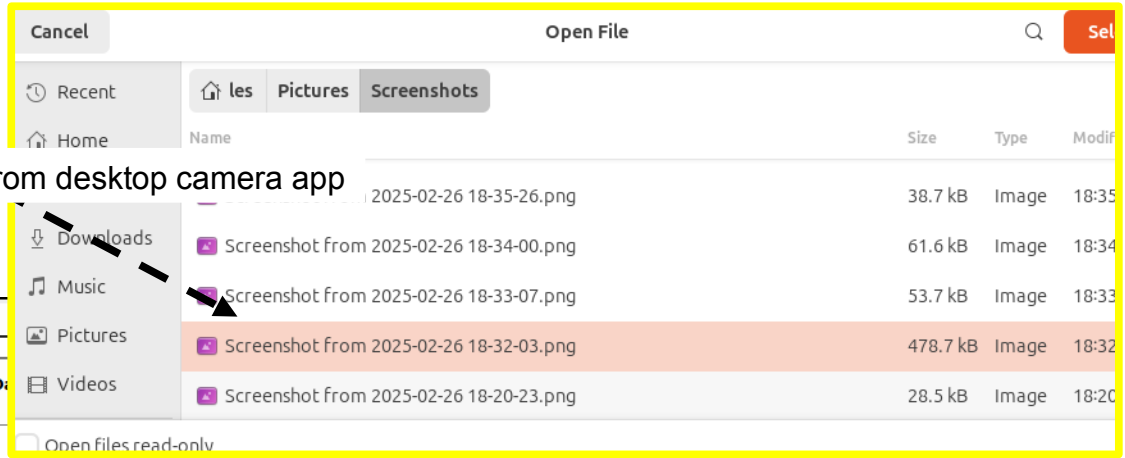 Cancel Open File
Recent les Pictures Screenshots
Home Name Size Type
from desktop camera app
2025-02-26 18-35-26.png 38.7 kB Image 18:35
Downloads Screenshot from 2025-02-26 18-34-00.png 61.6 kB Image 18:34
Music Screenshot from 2025-02-26 18-33-07.png 53.7 kB Image 18:33
Pictures Screenshot from 2025-02-26 18-32-03.png 478.7 kB Image 18:32
Videos Screenshot from 2025-02-26 18-20-23.png 28.5 kB Image 18:20
Open files read-only